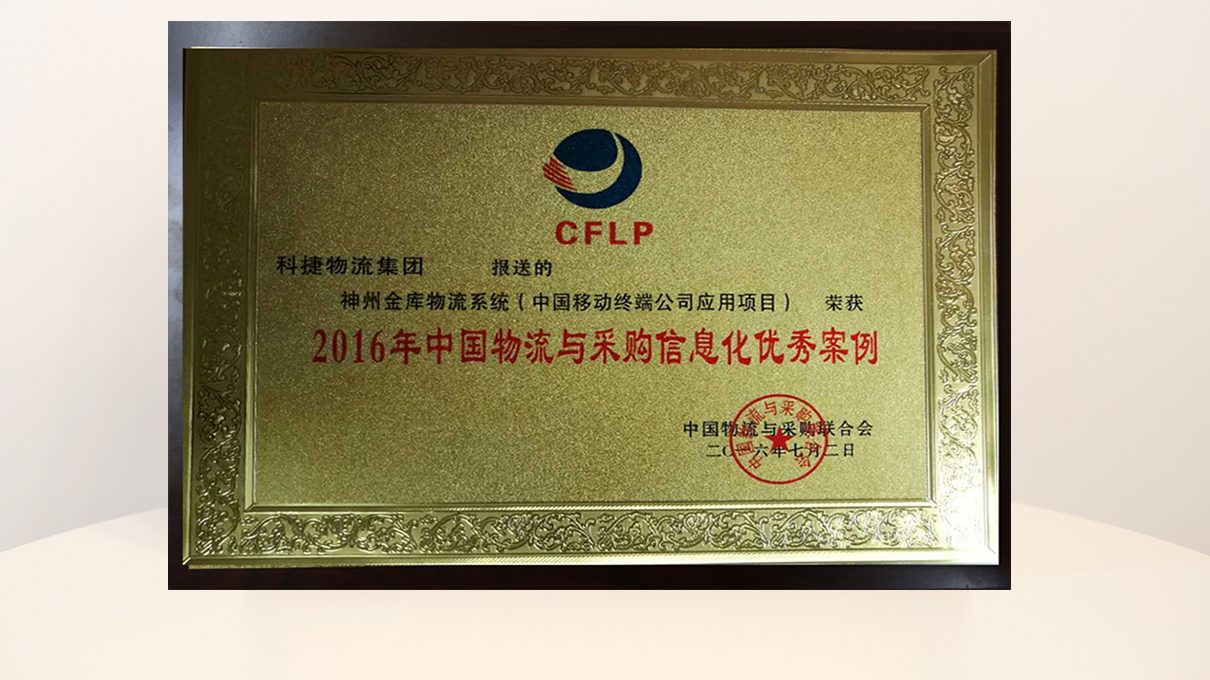 CFLP
科捷物流集团 报送的
神州金库物流系统(中国移动终端公司应用项目) 荣获
2016年中国物流与采购信息化优秀案例
中国物流与采购联合会
二〇一六年七月二日
中国物流与采购联合会